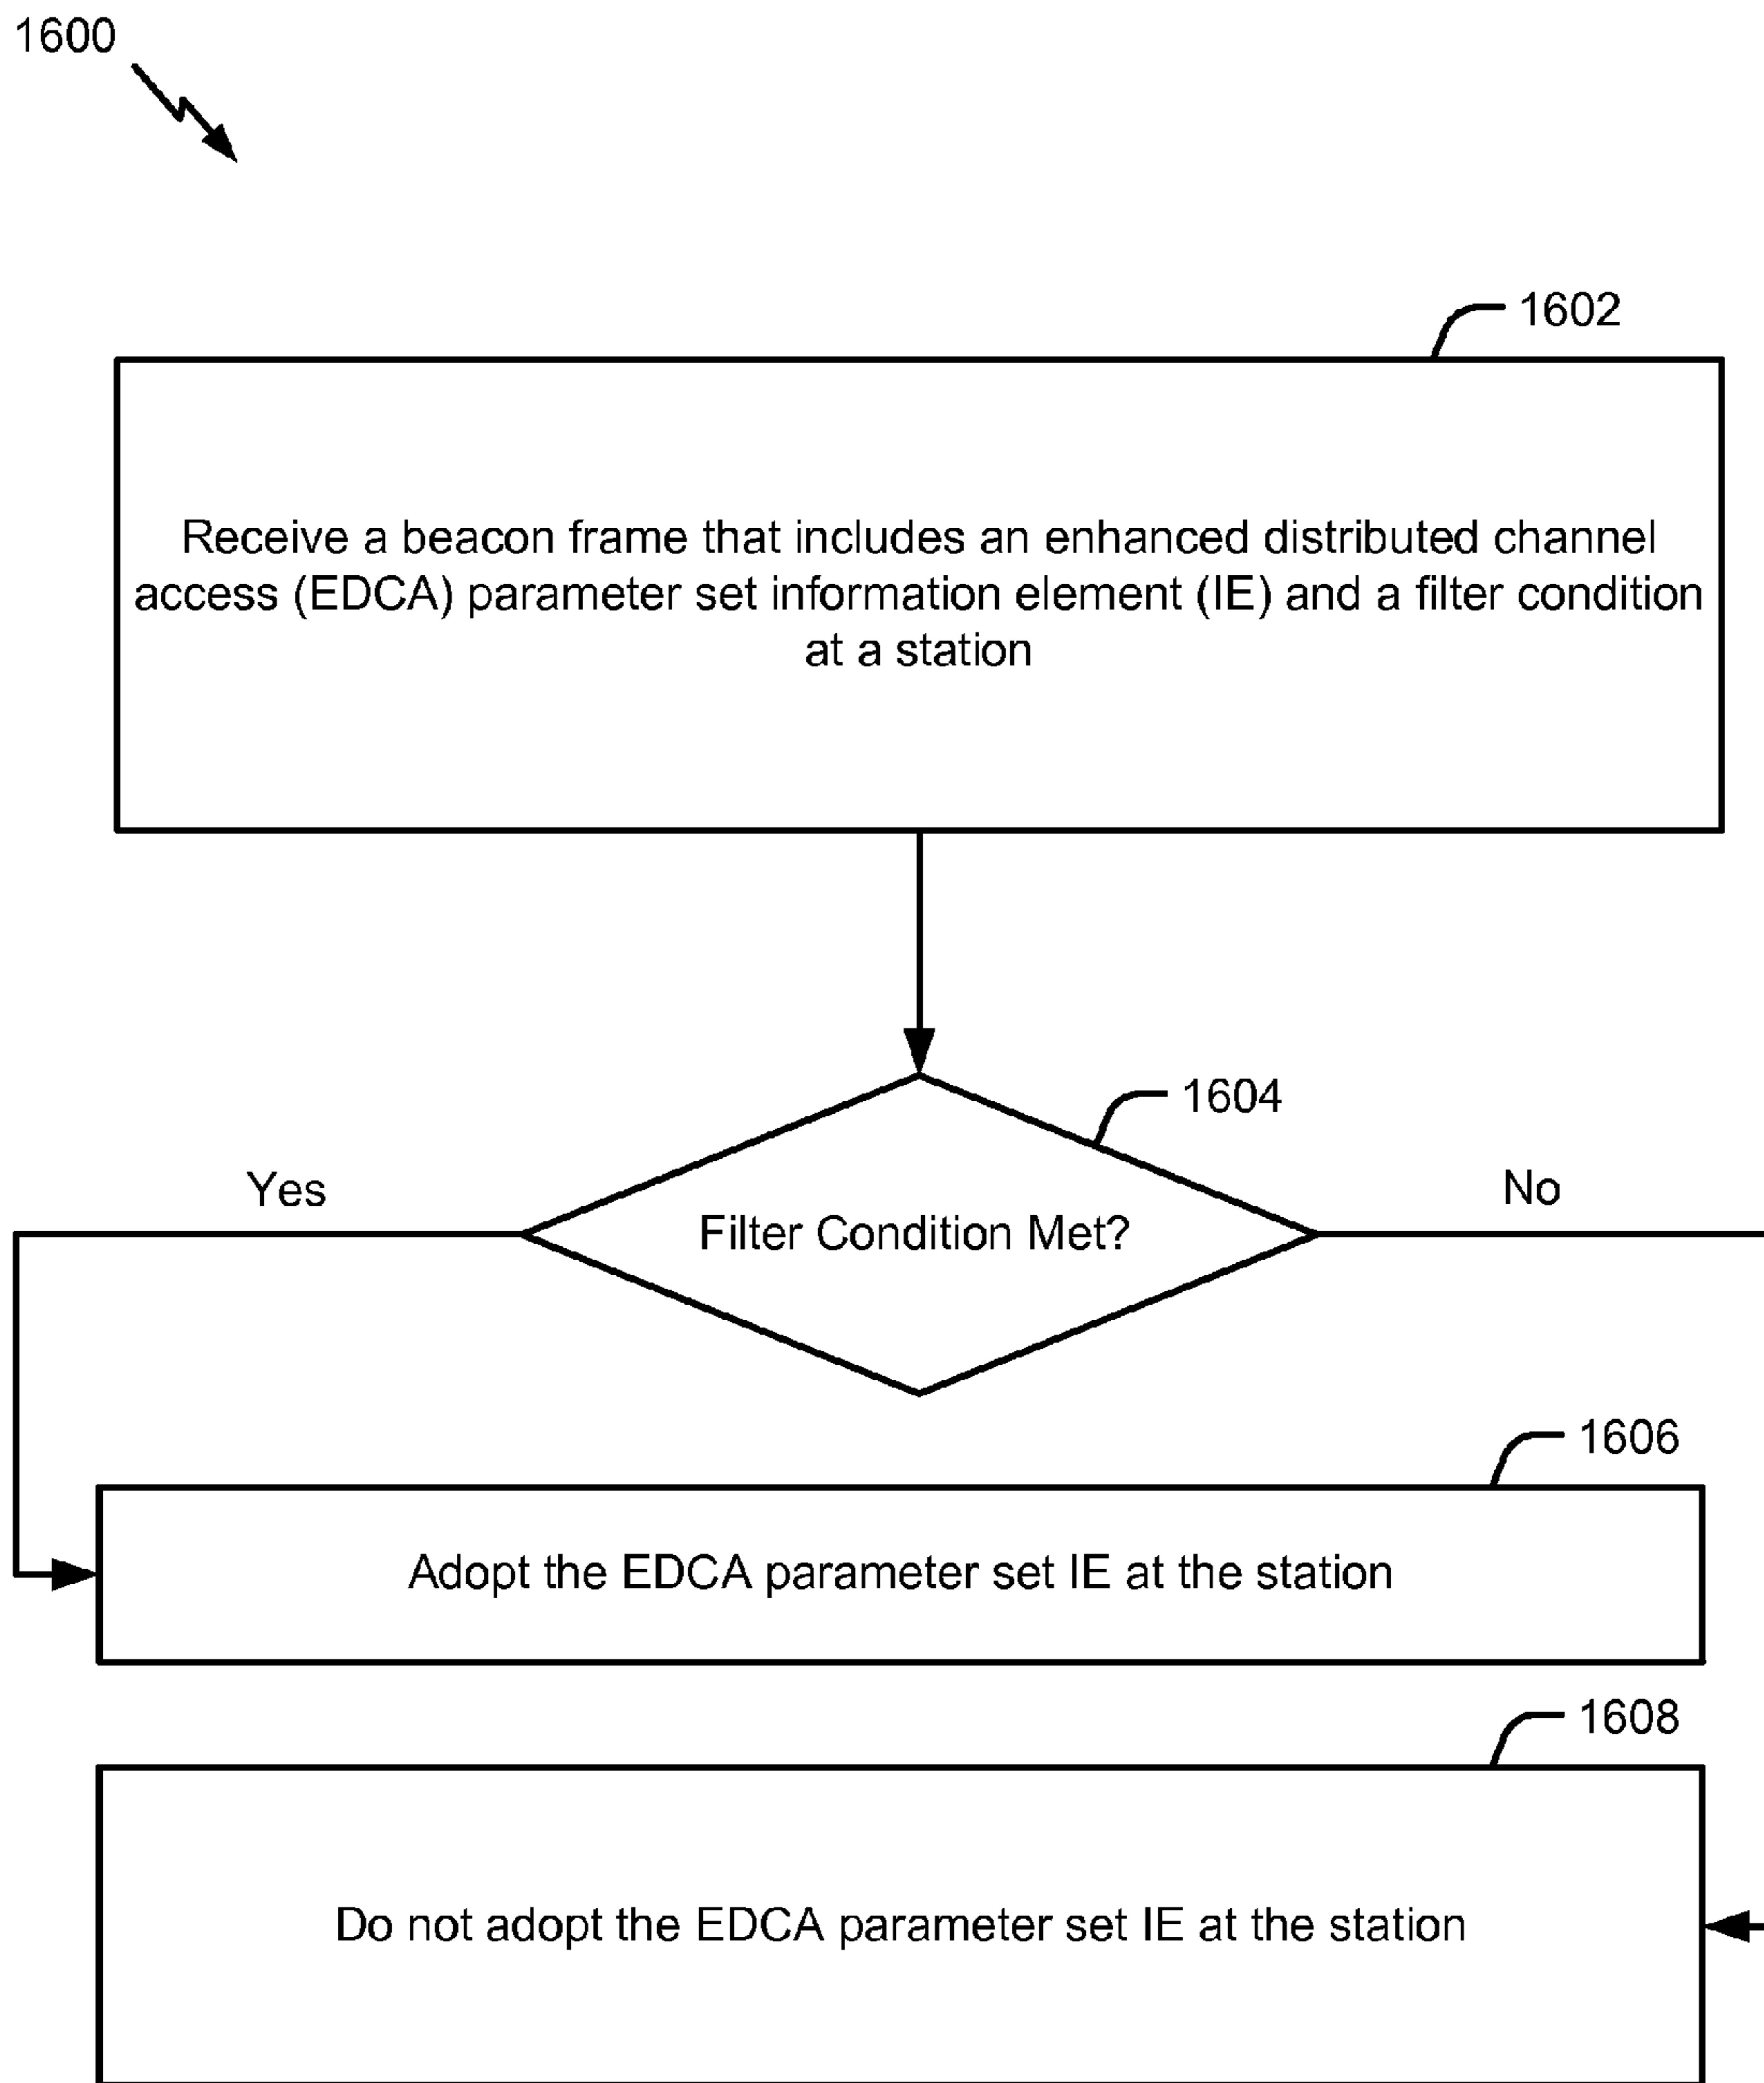 1600
1602
Receive a beacon frame that includes an enhanced distributed channel
access (EDCA) parameter set information element (IE) and a filter condition
at a station
1604
Yes
No
Filter Condition Met?
1606
Adopt the EDCA parameter set IE at the station
1608
Do not adopt the EDCA parameter set IE at the station